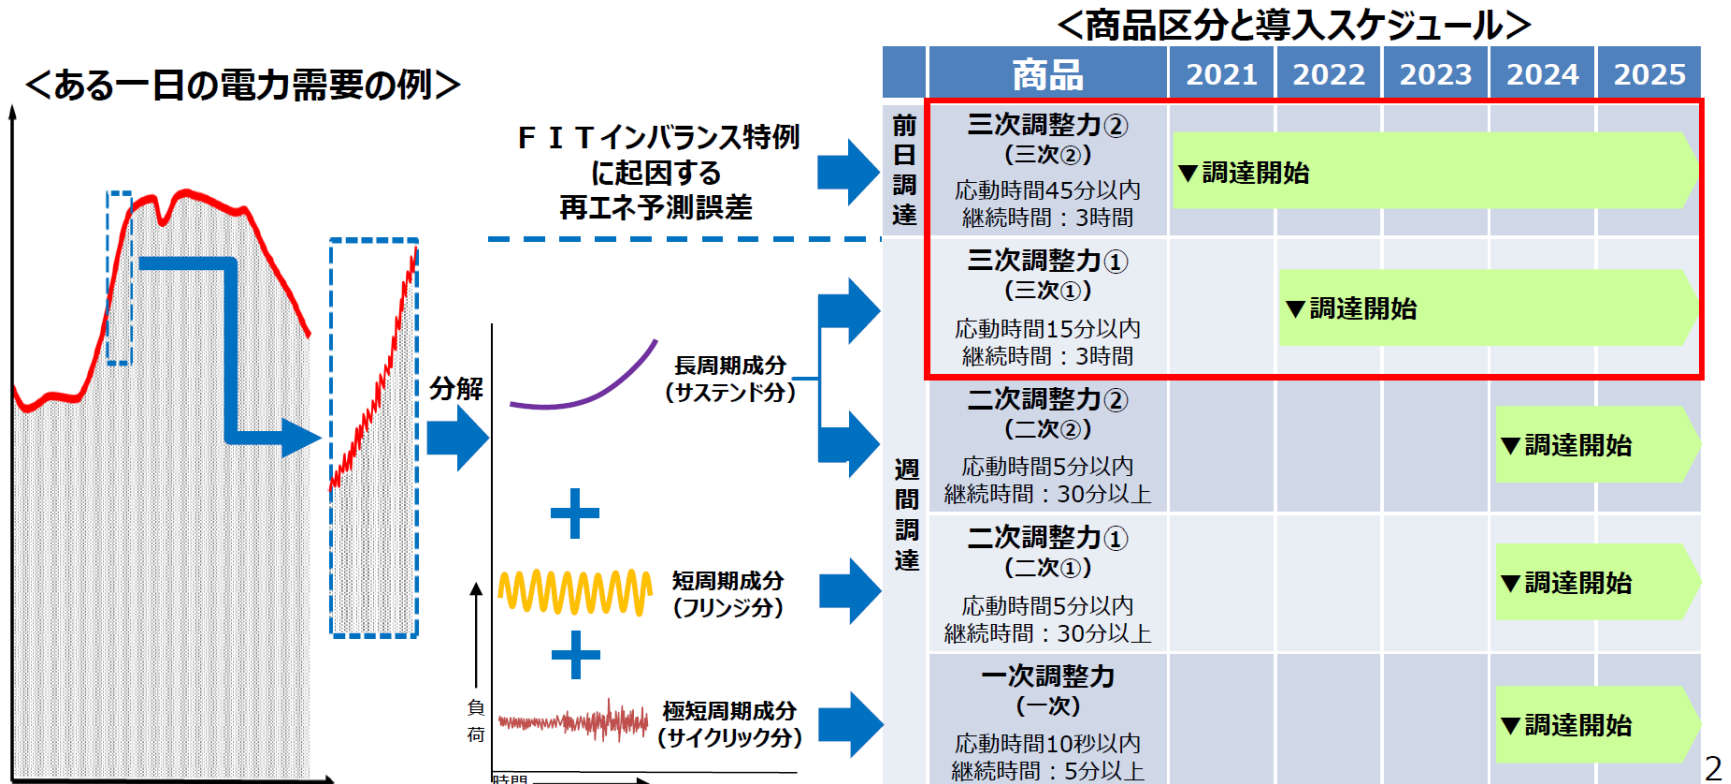 ＜商品区分と導入スケジュール＞
＜ある一日の電力需要の例＞
商品 2021 2022 2023 2024 2025
ＦＩＴインバランス特例
に起因する
再エネ予測誤差
前日調達
三次調整力②
（三次②）
応動時間45分以内
継続時間：3時間
▼調達開始
三次調整力①
（三次①）
応動時間15分以内
継続時間：3時間
▼調達開始
分解
長周期成分
（サステンド分）
週間調達
二次調整力②
（二次②）
応動時間5分以内
継続時間：30分以上
▼調達開始
短周期成分
（フリンジ分）
二次調整力①
（二次①）
応動時間5分以内
継続時間：30分以上
▼調達開始
極短周期成分
（サイクリック分）
一次調整力
（一次）
応動時間10秒以内
継続時間：5分以上
▼調達開始
負荷
時間
2